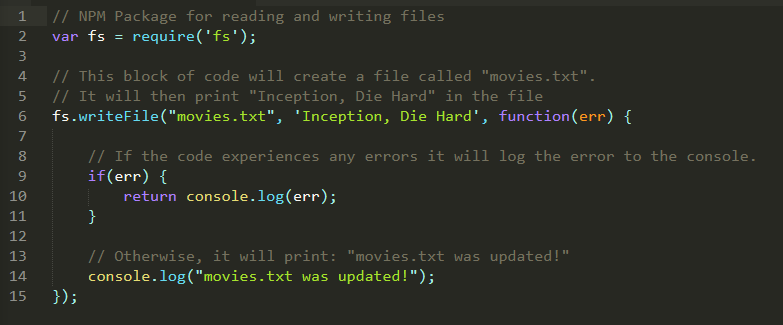 1 // NPM Package for reading and writing files
2 var fs = require('fs');
3
4 // This block of code will create a file called "movies.txt".
5 // It will then print "Inception, Die Hard" in the file
6 fs.writeFile("movies.txt", 'Inception, Die Hard', function(err) {
7
8     // If the code experiences any errors it will log the error to the console.
9     if(err) {
10         return console.log(err);
11     }
12
13     // Otherwise, it will print: "movies.txt was updated!"
14     console.log("movies.txt was updated!");
15 });